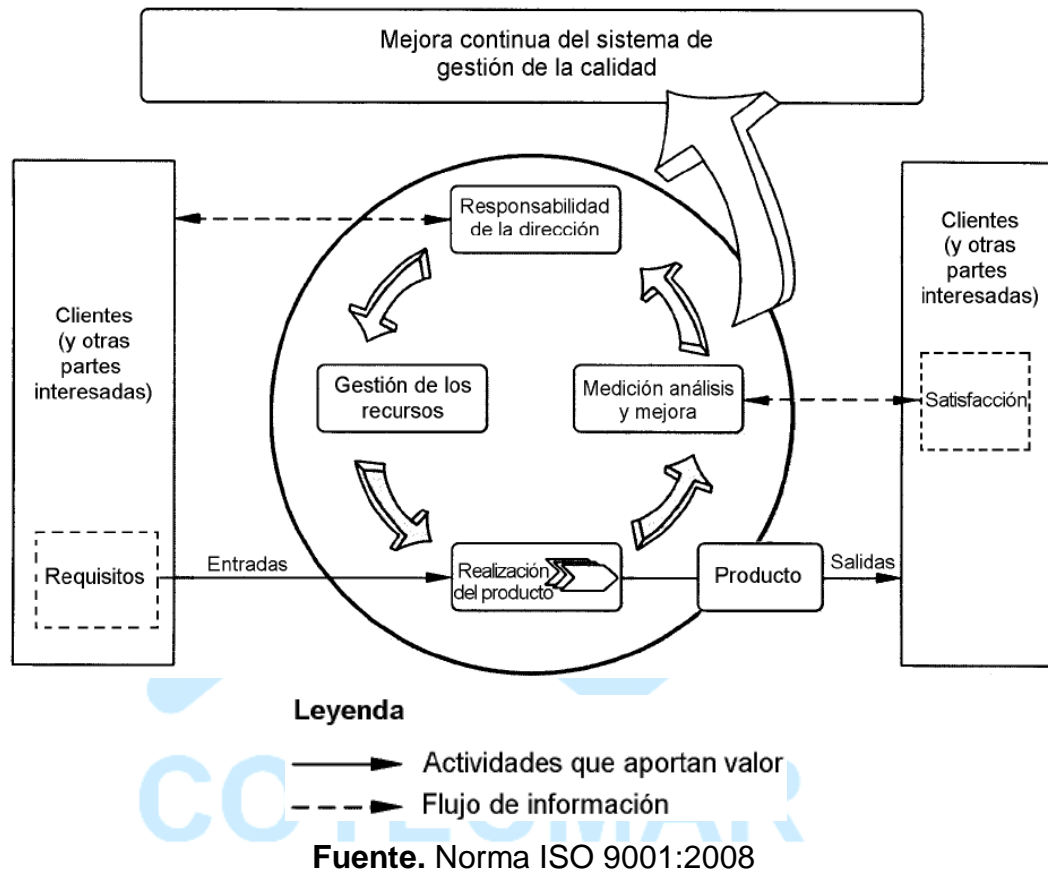 Mejora continua del sistema de
gestión de la calidad
Responsabilidad
de la dirección
Clientes
(y otras
partes
interesadas)
Clientes
(y otras
partes
interesadas)
Gestión de los
recursos
Medición análisis
y mejora
Satisfacción
Requisitos
Entradas
Realización
del producto
Producto
Salidas
Leyenda
Actividades que aportan valor
Flujo de información
COTECMAR
Fuente. Norma ISO 9001:2008